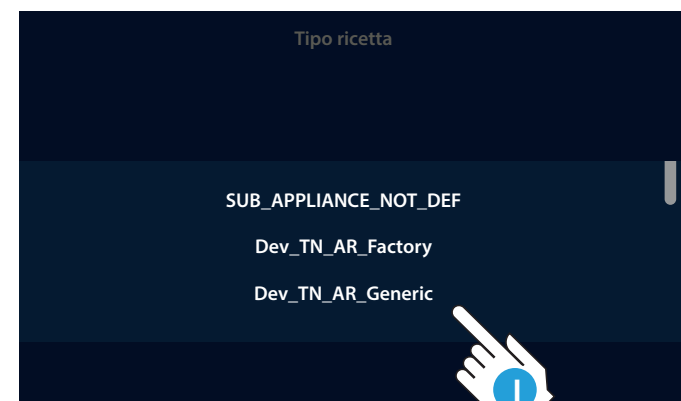 Tipo ricetta
SUB_APPLIANCE_NOT_DEF
Dev_TN_AR_Factory
Dev_TN_AR_Generic